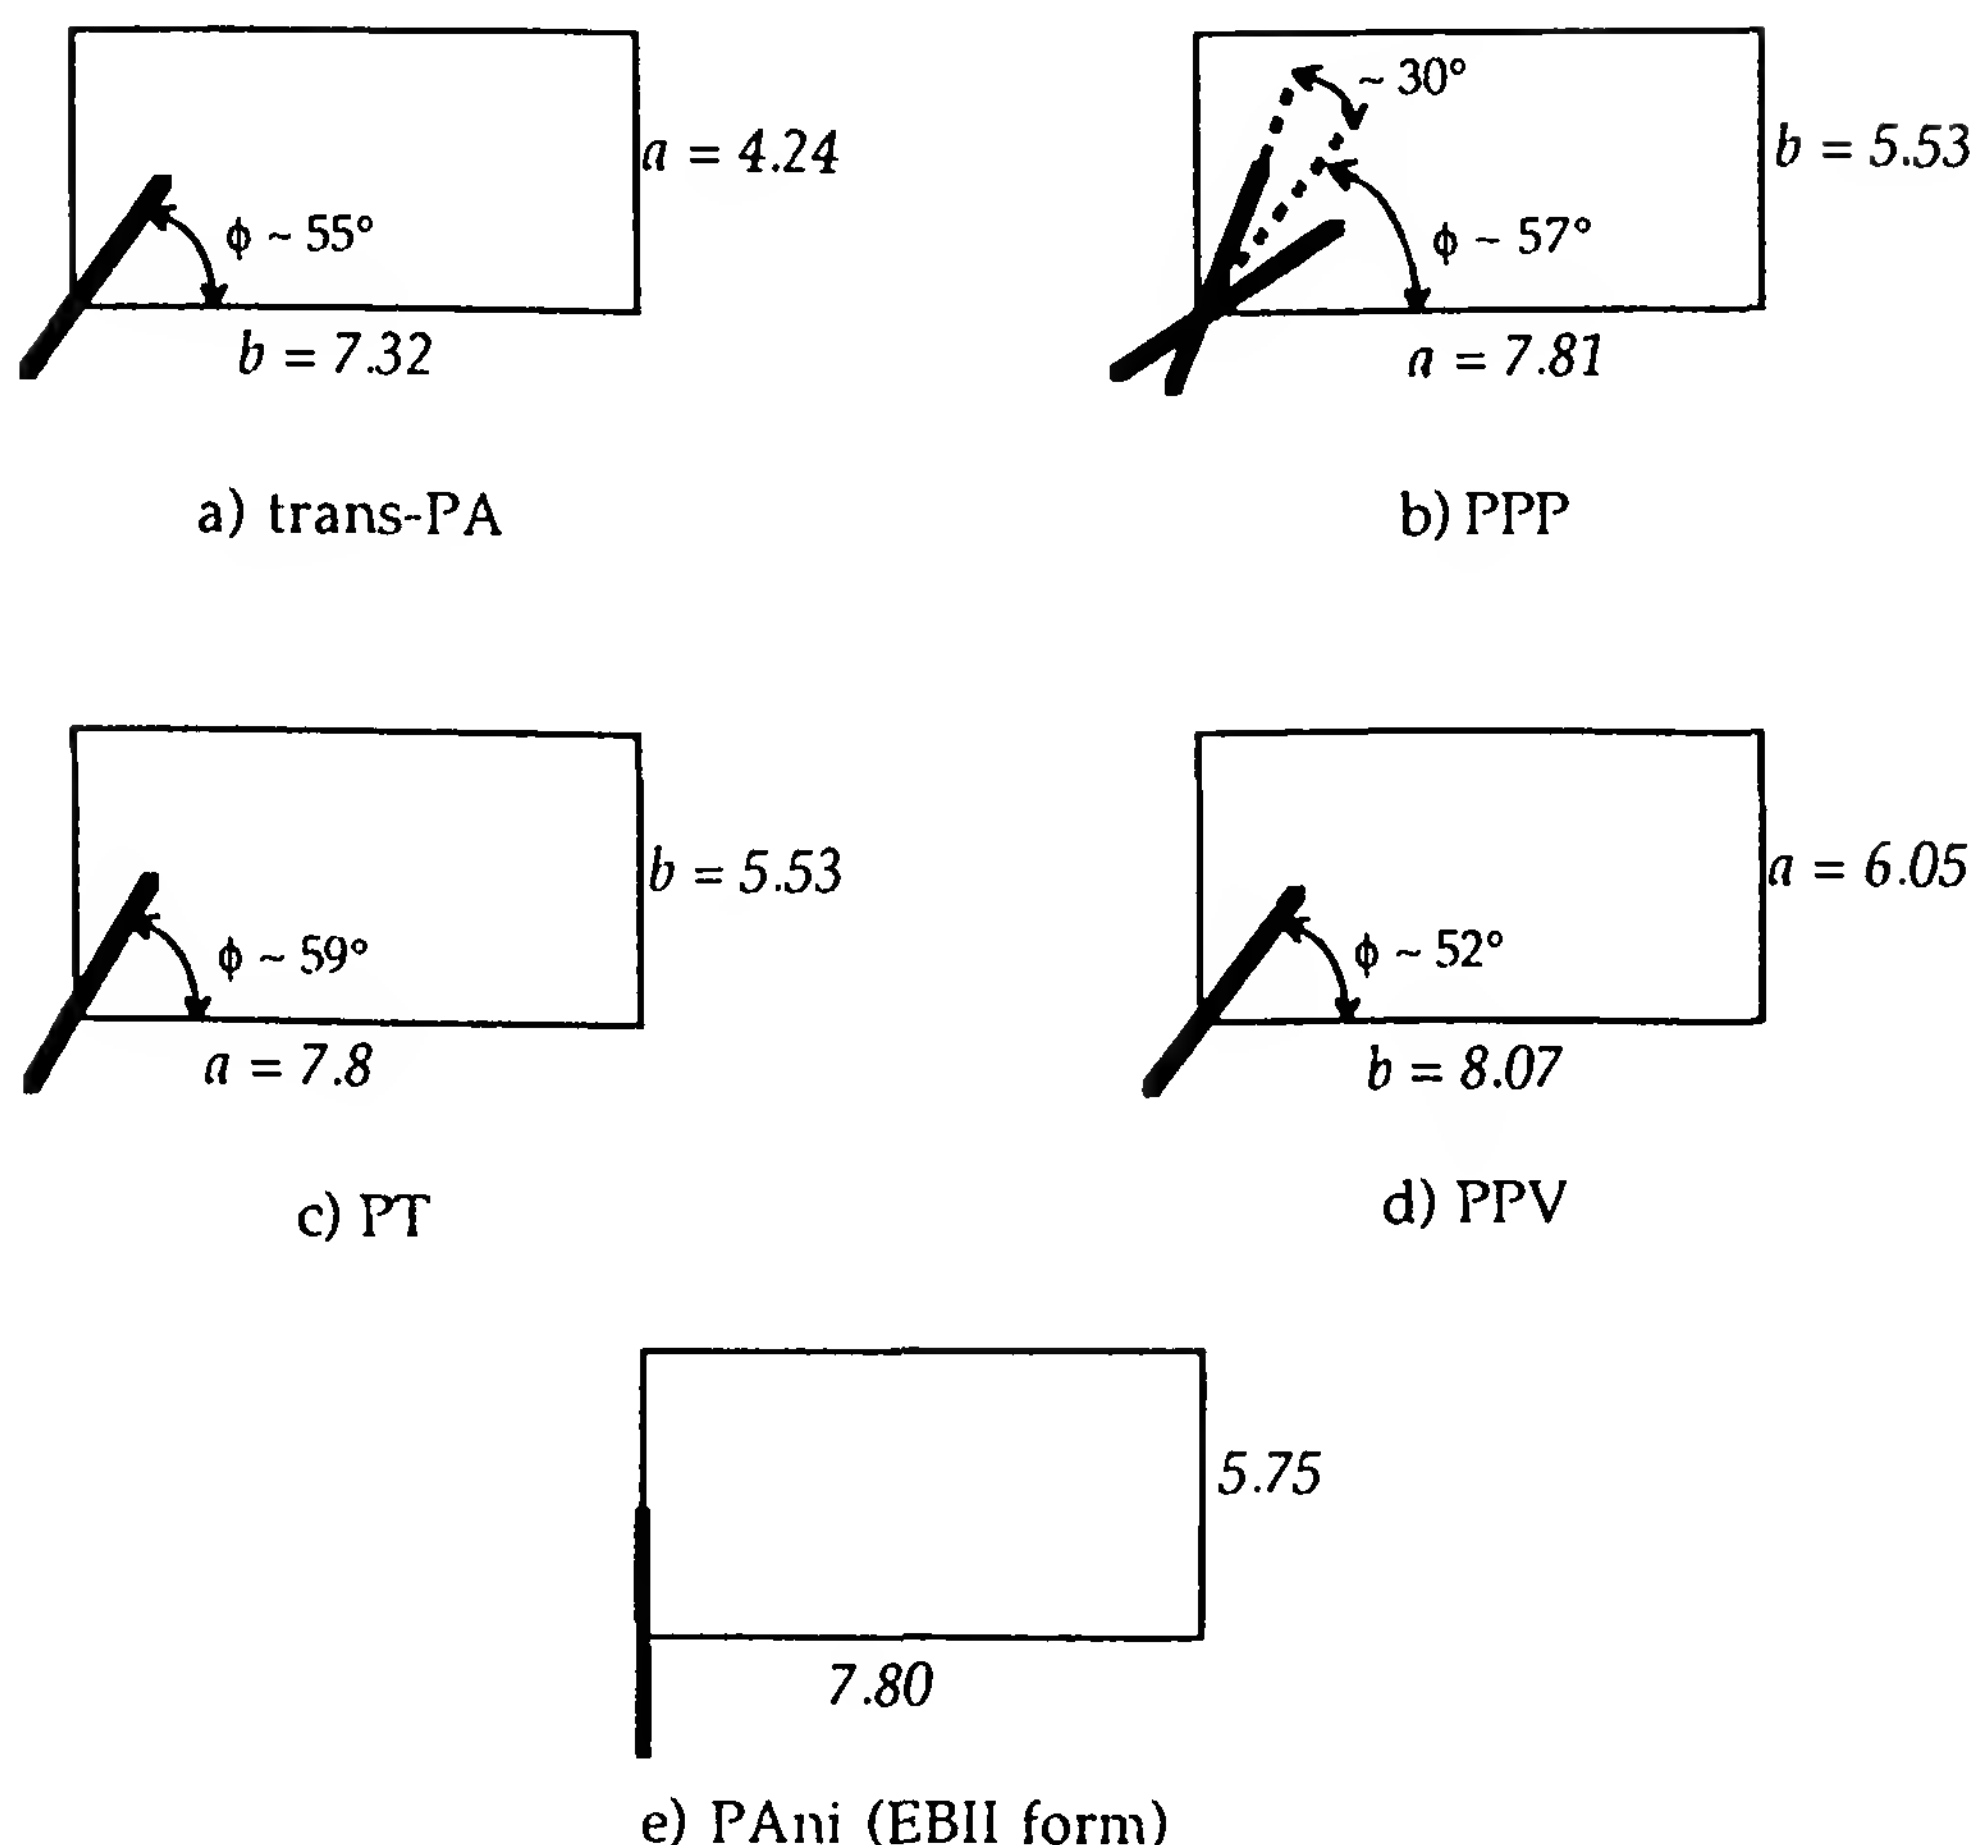 ~ 30°
a = 4.24
b = 5.53
ϕ ~ 55°
ϕ ~ 57°
b = 7.32
a = 7.81
a) trans-PA
b) PPP
b = 5.53
a = 6.05
ϕ ~ 59°
ϕ ~ 52°
a = 7.8
b = 8.07
c) PT
d) PPV
5.75
7.80
e) PAni (EBII form)